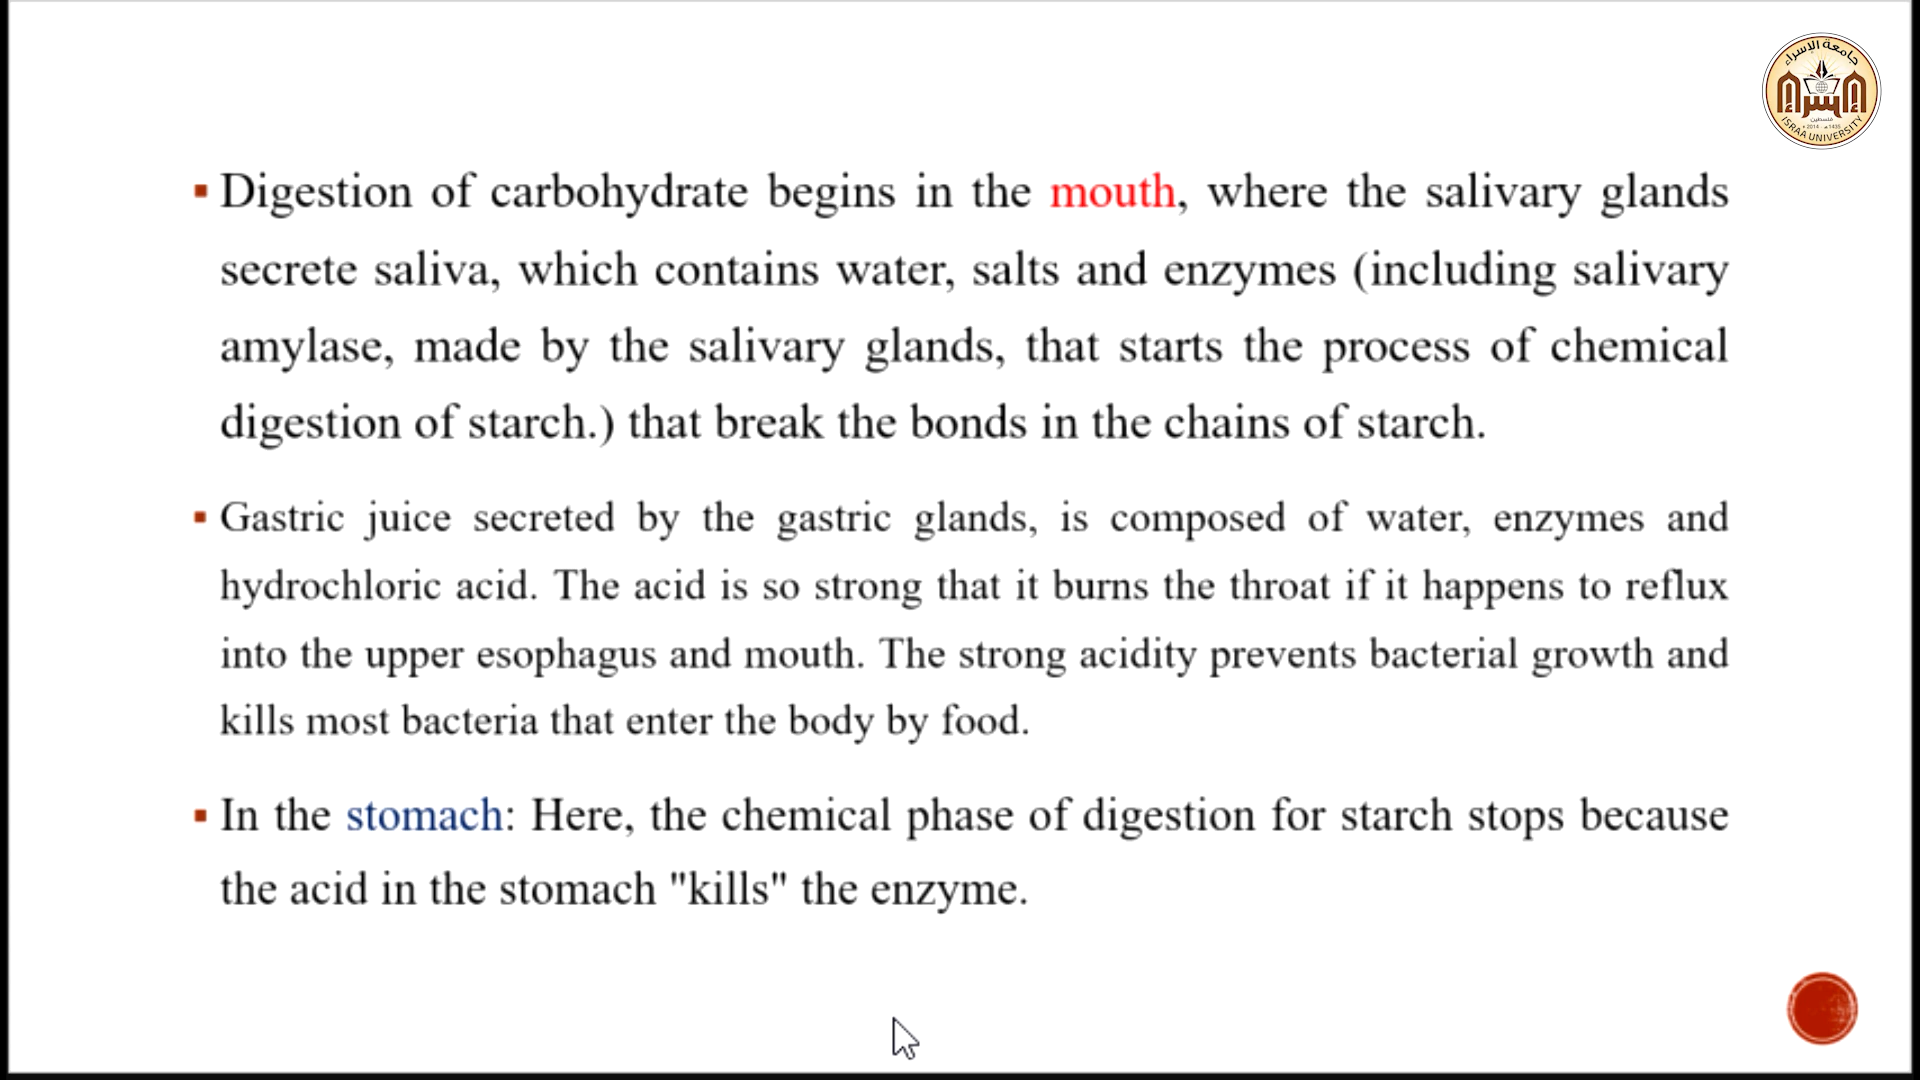 جامعة الإسراء
إسراء
فلسطين
ISRAA UNIVERSITY
Digestion of carbohydrate begins in the mouth, where the salivary glands
secrete saliva, which contains water, salts and enzymes (including salivary
amylase, made by the salivary glands, that starts the process of chemical
digestion of starch.) that break the bonds in the chains of starch.
Gastric juice secreted by the gastric glands, is composed of water, enzymes and
hydrochloric acid. The acid is so strong that it burns the throat if it happens to reflux
into the upper esophagus and mouth. The strong acidity prevents bacterial growth and
kills most bacteria that enter the body by food.
In the stomach: Here, the chemical phase of digestion for starch stops because
the acid in the stomach "kills" the enzyme.